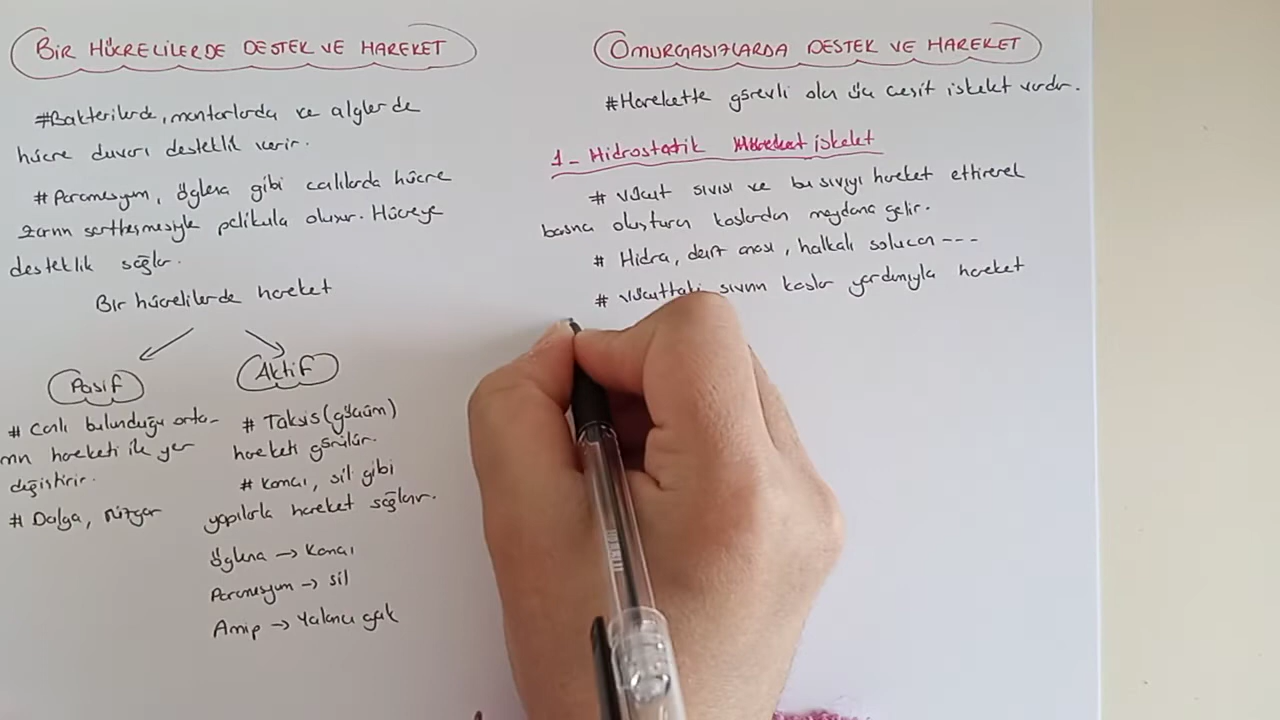 BİR HÜCRELİLERDE DESTEK VE HAREKET
#Bakterilerde, mantarlarda ve alglerde
hücre duvarı desteklik verir.
#Paramesyum, öglena gibi canlılarda hücre
zarının sertleşmesiyle pelikula oluşur. Hücreye
desteklik sağlar.
Bir hücrelilerde hareket
Pasif
# Canlı bulunduğu orta-
mın hareketi ile yer
değiştirir.
# Dalga, rüzgar
Aktif
# Taksis (göçüm)
hareketi görülür.
# Kamçı, sil gibi
yapılarla hareket sağlanır.
Öglena → Kamçı
Paramesyum → sil
Amip → Yalancı ayak
OMURGASIZLARDA DESTEK VE HAREKET
#Harekette görevli olan üç çeşit iskelet vardır.
1- Hidrostatik iskelet
# Vücut sıvısı ve bu sıvıyı hareket ettirerek
basınç oluşturan kaslardan meydana gelir.
# Hidra, deniz anası, halkalı solucan ---
# Vücuttaki sıvının kaslar yardımıyla hareket